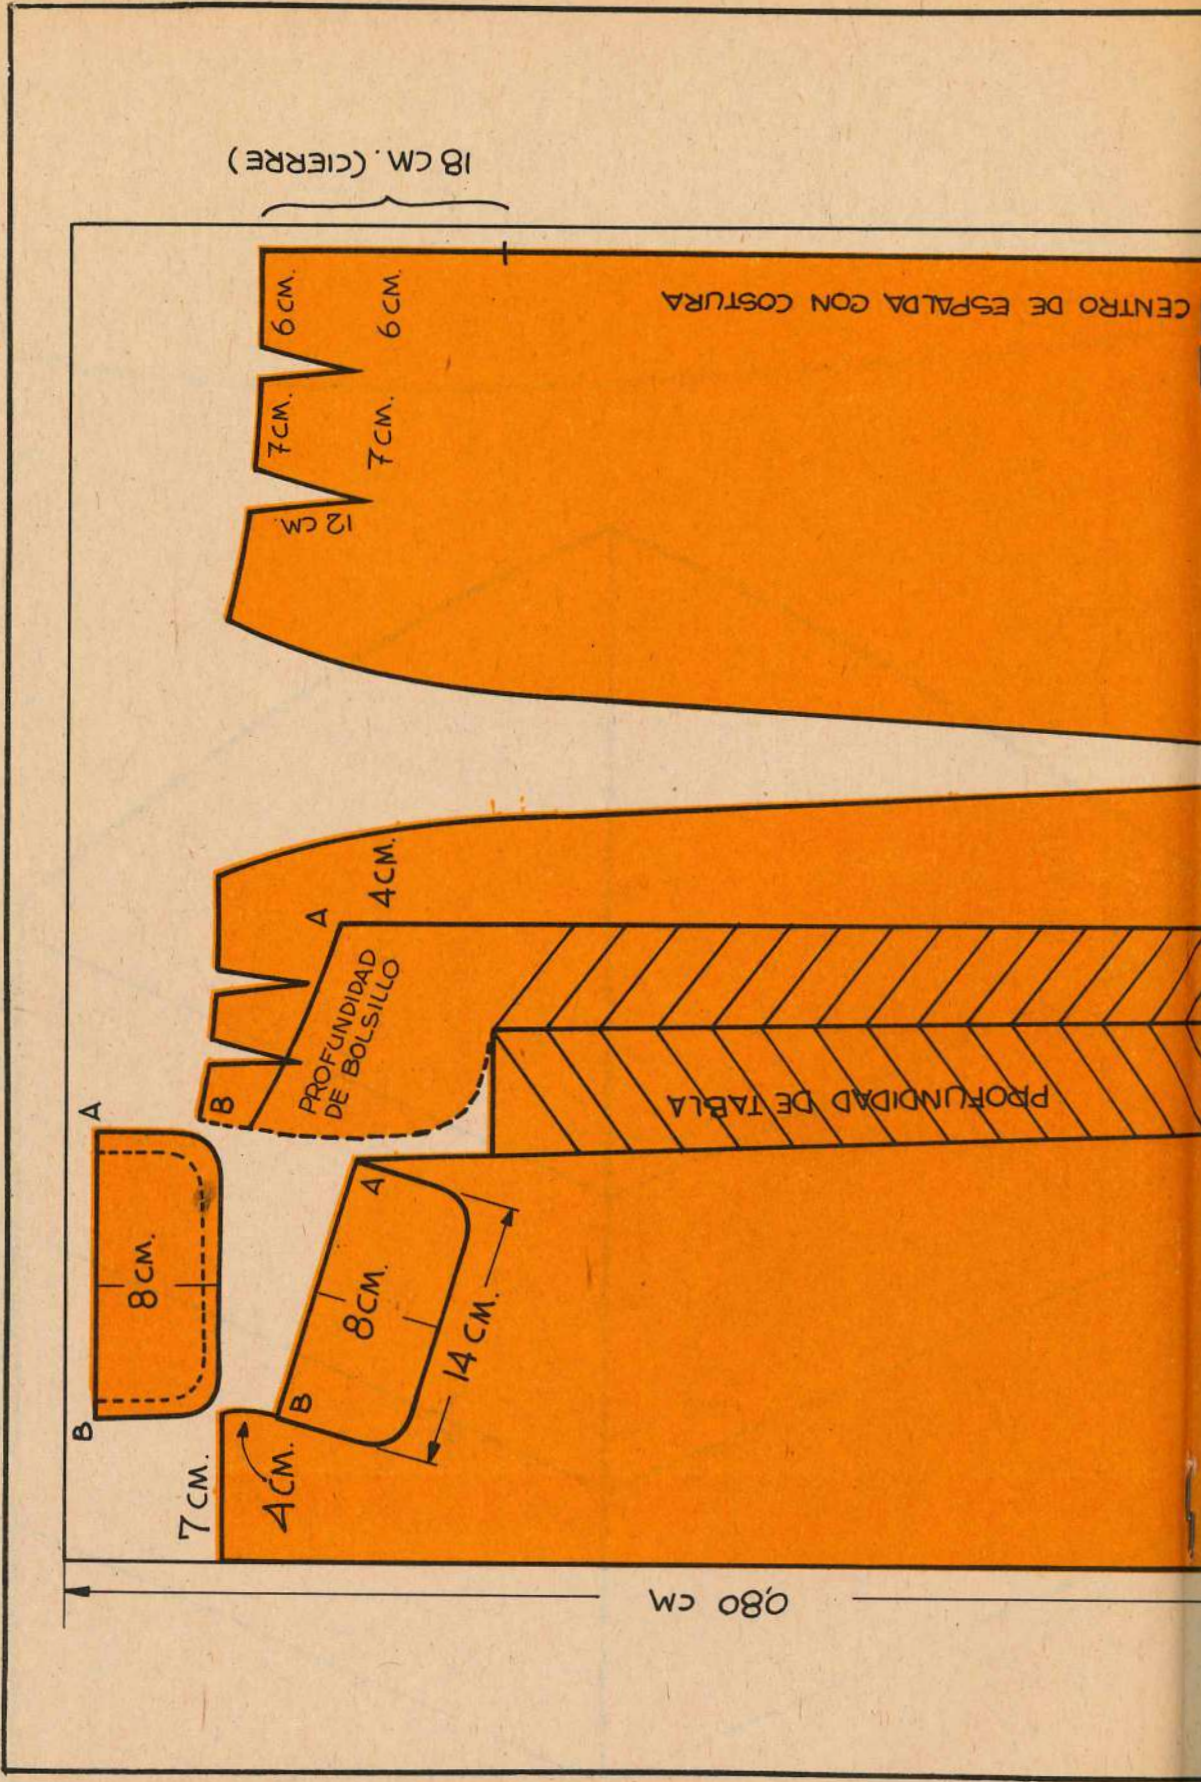 18 CM. (CIERRE)
6 CM.
6 CM.
7 CM.
7 CM.
12 CM.
CENTRO DE ESPALDA CON COSTURA
4 CM.
A
PROFUNDIDAD
DE BOLSILLO
B
PROFUNDIDAD DE TABLA
A
8 CM.
B
A
8 CM.
B
14 CM.
7 CM.
4 CM.
0,80 CM